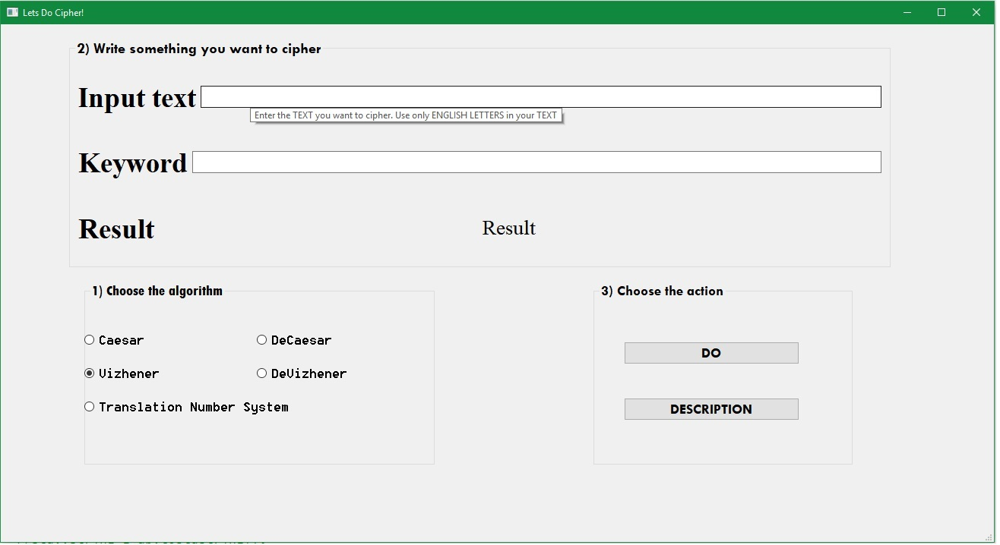 Lets Do Cipher!
2) Write something you want to cipher
Input text
Enter the TEXT you want to cipher. Use only ENGLISH LETTERS in your TEXT
Keyword
Result Result
1) Choose the algorithm
Caesar DeCaesar
Vizhener DeVizhener
Translation Number System
3) Choose the action
DO
DESCRIPTION